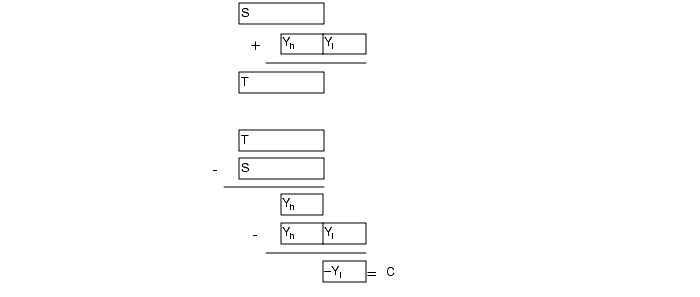 S
+ Yh Yl
T
T
- S
Yh
- Yh Yl
–Yl = C